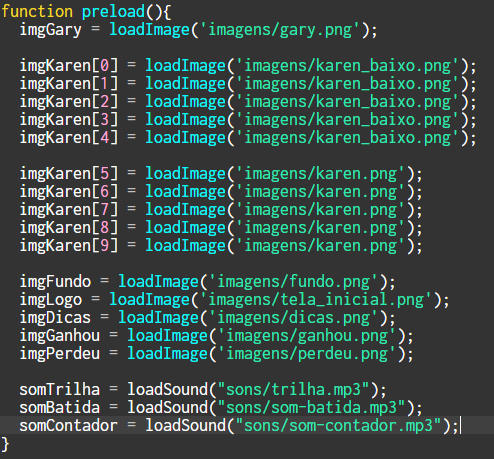 function preload(){
imgGary = loadImage('imagens/gary.png');
imgKaren[0] = loadImage('imagens/karen_baixo.png');
imgKaren[1] = loadImage('imagens/karen_baixo.png');
imgKaren[2] = loadImage('imagens/karen_baixo.png');
imgKaren[3] = loadImage('imagens/karen_baixo.png');
imgKaren[4] = loadImage('imagens/karen_baixo.png');
imgKaren[5] = loadImage('imagens/karen.png');
imgKaren[6] = loadImage('imagens/karen.png');
imgKaren[7] = loadImage('imagens/karen.png');
imgKaren[8] = loadImage('imagens/karen.png');
imgKaren[9] = loadImage('imagens/karen.png');
imgFundo = loadImage('imagens/fundo.png');
imgLogo = loadImage('imagens/tela_inicial.png');
imgDicas = loadImage('imagens/dicas.png');
imgGanhou = loadImage('imagens/ganhou.png');
imgPerdeu = loadImage('imagens/perdeu.png');
somTrilha = loadSound("sons/trilha.mp3");
somBatida = loadSound("sons/som-batida.mp3");
somContador = loadSound("sons/som-contador.mp3");
}